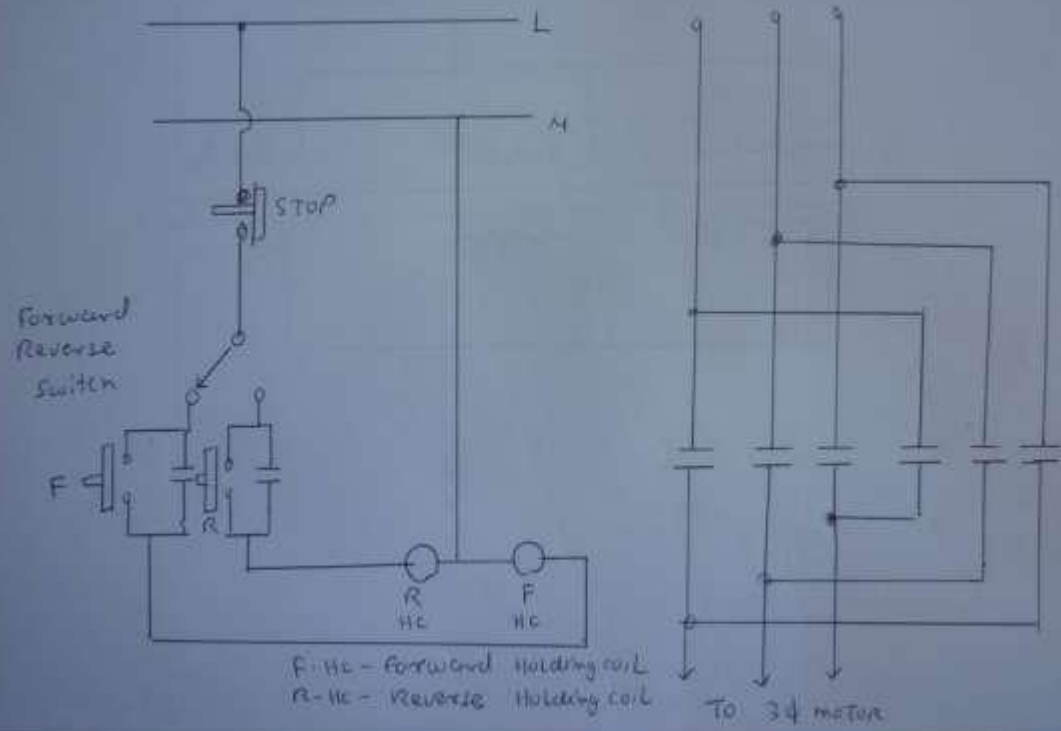 L
N
STOP
Forward
Reverse
Switch
F
R
R
HC
F
HC
F-HC - Forward Holding coil
R-HC - Reverse Holding coil
TO 3ϕ MOTOR